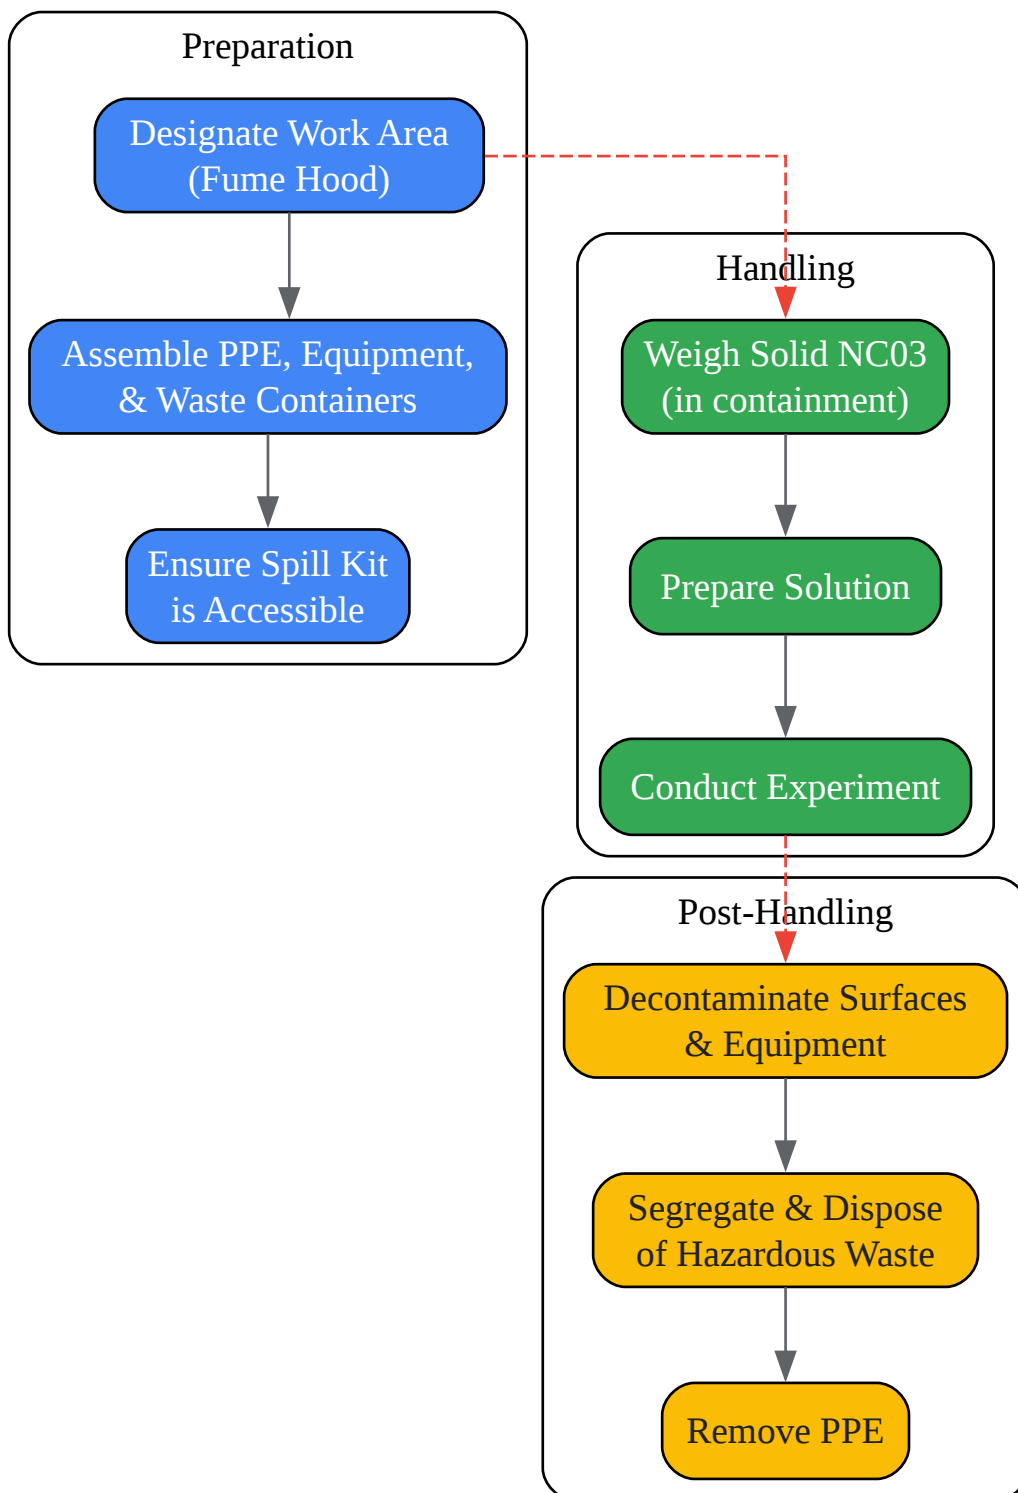 Preparation
Designate Work Area
(Fume Hood)
Assemble PPE, Equipment,
& Waste Containers
Ensure Spill Kit
is Accessible
Handling
Weigh Solid NC03
(in containment)
Prepare Solution
Conduct Experiment
Post-Handling
Decontaminate Surfaces
& Equipment
Segregate & Dispose
of Hazardous Waste
Remove PPE